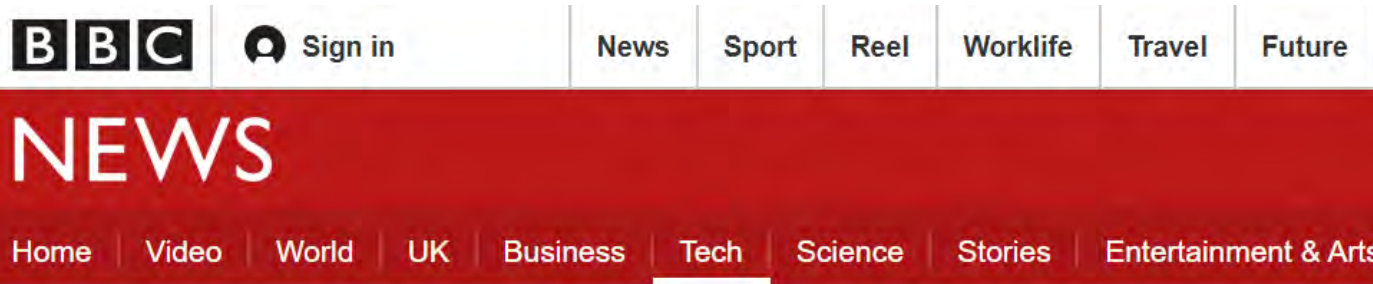 BBC Sign in News Sport Reel Worklife Travel Future
NEWS
Home Video World UK Business Tech Science Stories Entertainment & Arts